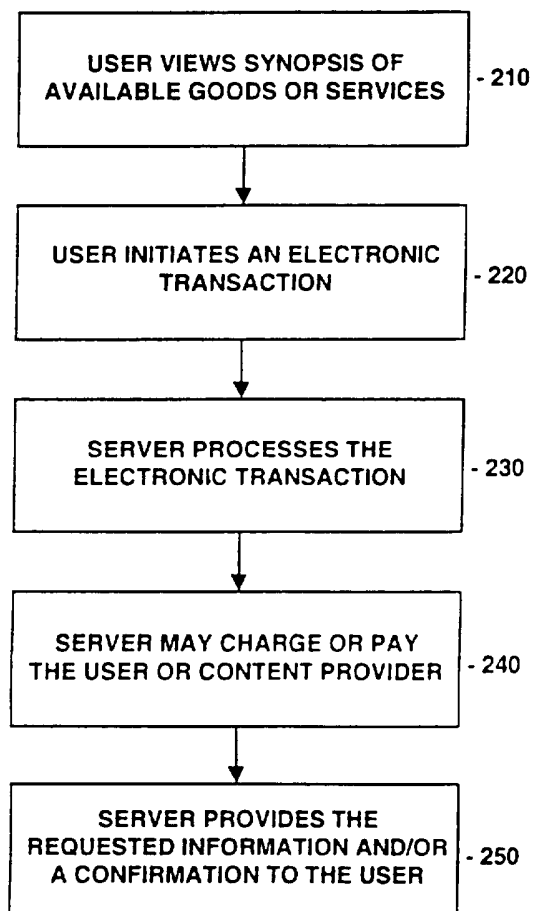 USER VIEWS SYNOPSIS OF
AVAILABLE GOODS OR SERVICES
- 210
USER INITIATES AN ELECTRONIC
TRANSACTION
- 220
SERVER PROCESSES THE
ELECTRONIC TRANSACTION
- 230
SERVER MAY CHARGE OR PAY
THE USER OR CONTENT PROVIDER
- 240
SERVER PROVIDES THE
REQUESTED INFORMATION AND/OR
A CONFIRMATION TO THE USER
- 250